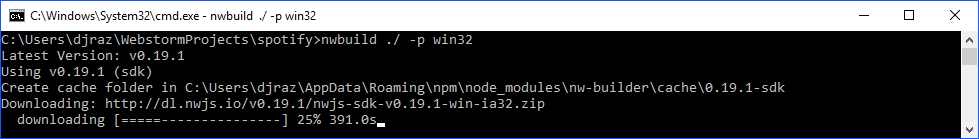 C:\Windows\System32\cmd.exe - nwbuild ./ -p win32
C:\Users\djraz\WebstormProjects\spotify>nwbuild ./ -p win32
Latest Version: v0.19.1
Using v0.19.1 (sdk)
Create cache folder in C:\Users\djraz\AppData\Roaming\npm\node_modules\nw-builder\cache\0.19.1-sdk
Downloading: http://dl.nwjs.io/v0.19.1/nwjs-sdk-v0.19.1-win-ia32.zip
  downloading [=====---------------] 25% 391.0s